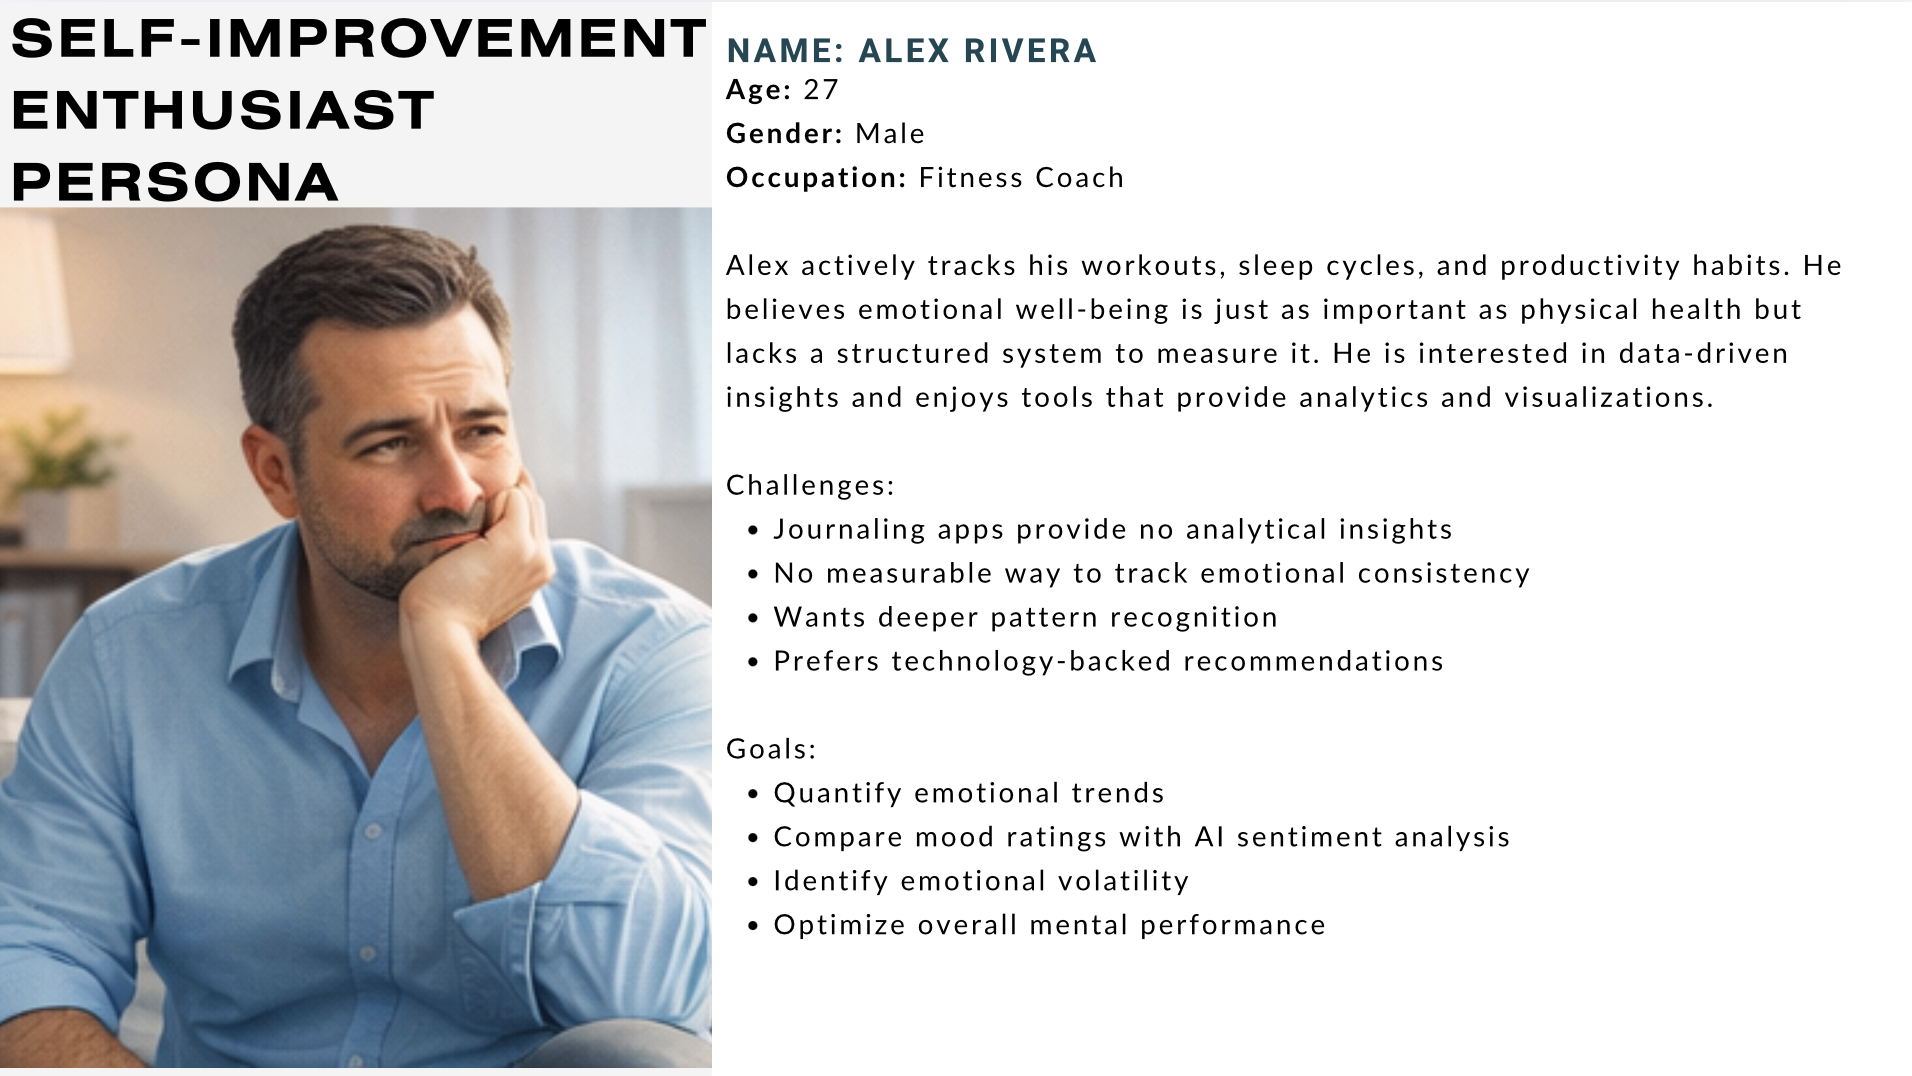 SELF-IMPROVEMENT
ENTHUSIAST
PERSONA
NAME: ALEX RIVERA
Age: 27
Gender: Male
Occupation: Fitness Coach
Alex actively tracks his workouts, sleep cycles, and productivity habits. He
believes emotional well-being is just as important as physical health but
lacks a structured system to measure it. He is interested in data-driven
insights and enjoys tools that provide analytics and visualizations.
Challenges:
• Journaling apps provide no analytical insights
• No measurable way to track emotional consistency
• Wants deeper pattern recognition
• Prefers technology-backed recommendations
Goals:
• Quantify emotional trends
• Compare mood ratings with AI sentiment analysis
• Identify emotional volatility
• Optimize overall mental performance